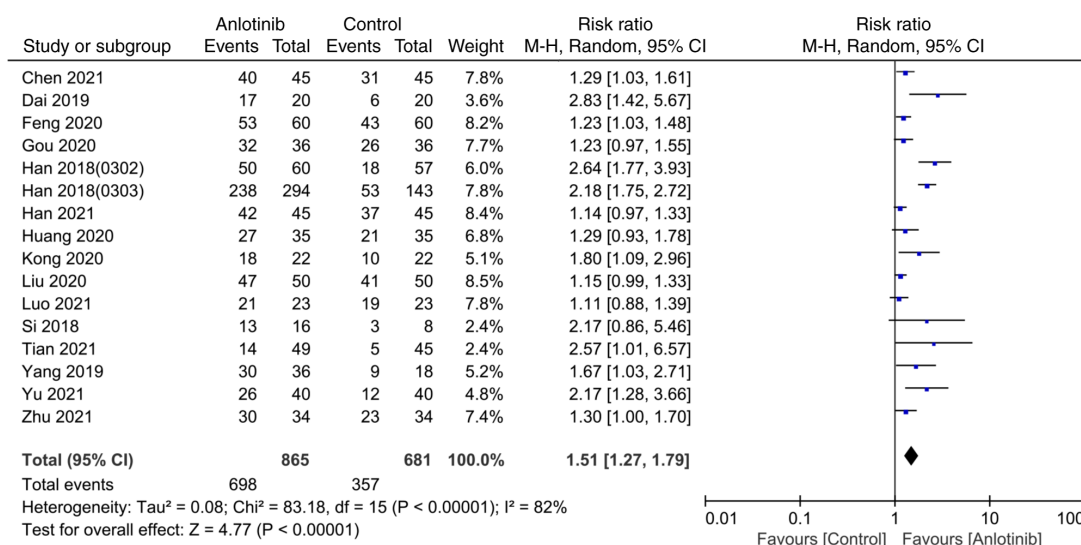 Anlotinib Control Risk ratio Risk ratio
Study or subgroup Events Total Events Total Weight M-H, Random, 95% CI M-H, Random, 95% CI
Chen 2021 40 45 31 45 7.8% 1.29 [1.03, 1.61]
Dai 2019 17 20 6 20 3.6% 2.83 [1.42, 5.67]
Feng 2020 53 60 43 60 8.2% 1.23 [1.03, 1.48]
Gou 2020 32 36 26 36 7.7% 1.23 [0.97, 1.55]
Han 2018(0302) 50 60 18 57 6.0% 2.64 [1.77, 3.93]
Han 2018(0303) 238 294 53 143 7.8% 2.18 [1.75, 2.72]
Han 2021 42 45 37 45 8.4% 1.14 [0.97, 1.33]
Huang 2020 27 35 21 35 6.8% 1.29 [0.93, 1.78]
Kong 2020 18 22 10 22 5.1% 1.80 [1.09, 2.96]
Liu 2020 47 50 41 50 8.5% 1.15 [0.99, 1.33]
Luo 2021 21 23 19 23 7.8% 1.11 [0.88, 1.39]
Si 2018 13 16 3 8 2.4% 2.17 [0.86, 5.46]
Tian 2021 14 49 5 45 2.4% 2.57 [1.01, 6.57]
Yang 2019 30 36 9 18 5.2% 1.67 [1.03, 2.71]
Yu 2021 26 40 12 40 4.8% 2.17 [1.28, 3.66]
Zhu 2021 30 34 23 34 7.4% 1.30 [1.00, 1.70]
Total (95% CI) 865 681 100.0% 1.51 [1.27, 1.79]
Total events 698 357
Heterogeneity: Tau² = 0.08; Chi² = 83.18, df = 15 (P < 0.00001); I² = 82%
Test for overall effect: Z = 4.77 (P < 0.00001)
0.01 0.1 1 10 100
Favours [Control] Favours [Anlotinib]